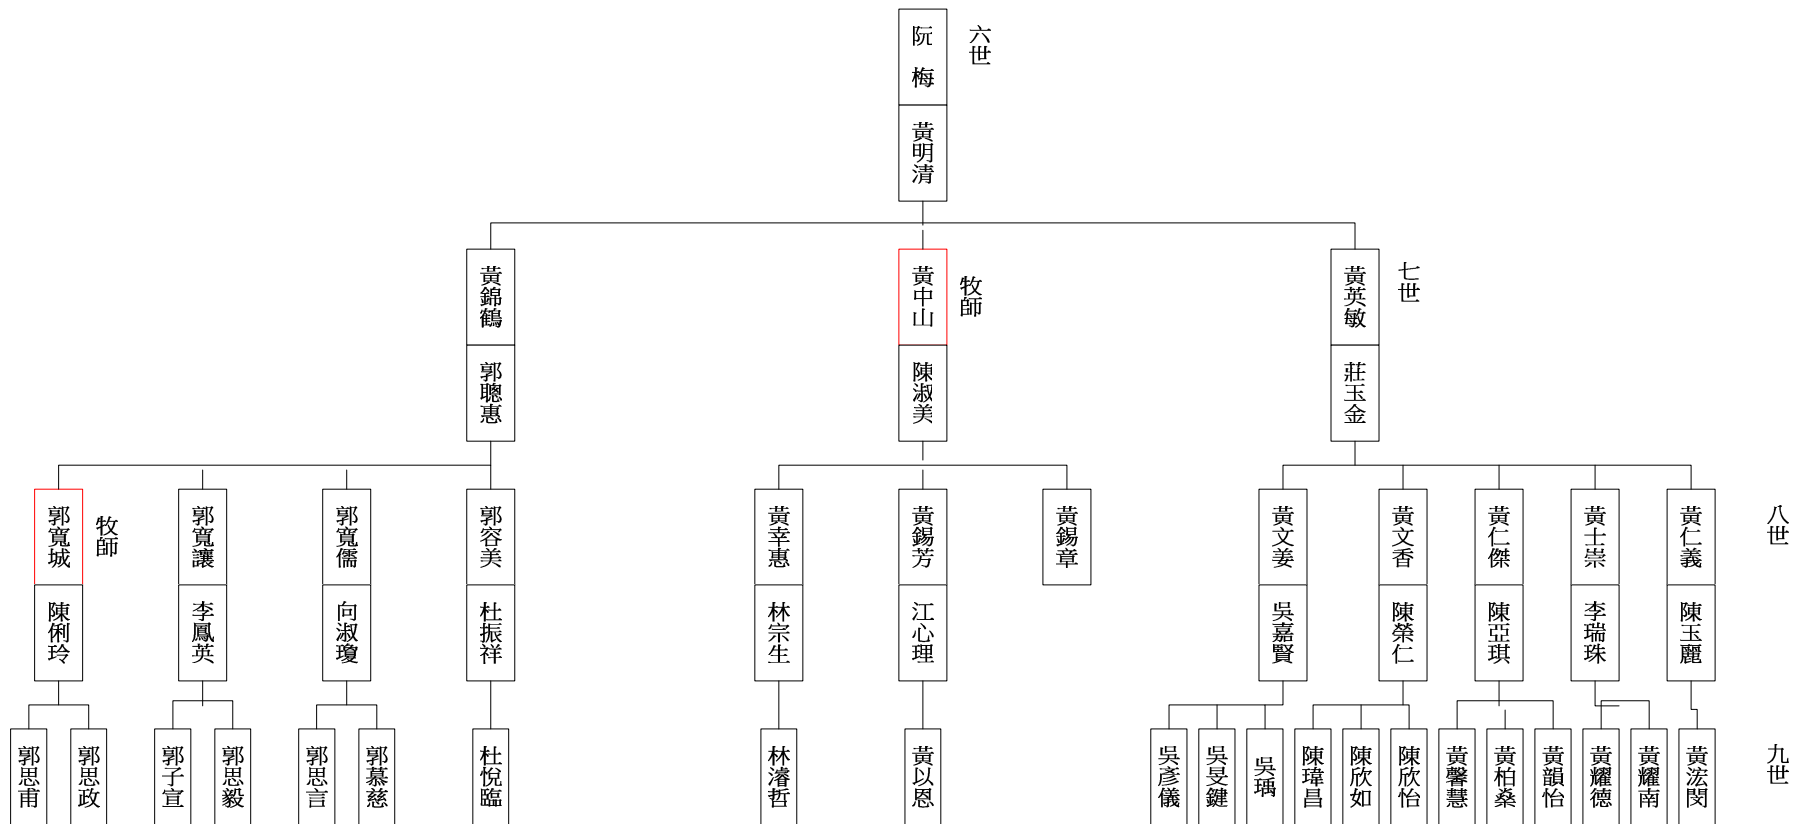 六世
阮梅
黃明清
七世
黃英敏
莊玉金
牧師
黃中山
陳淑美
黃錦鶴
郭聰惠
八世
黃仁義
陳玉麗
黃士崇
李瑞珠
黃仁傑
陳亞琪
黃文香
陳榮仁
黃文姜
吳嘉賢
黃錫章
黃錫芳
江心理
黃幸惠
林宗生
郭容美
杜振祥
郭寬儒
向淑瓊
郭寬讓
李鳳英
牧師
郭寬城
陳俐玲
九世
黃浤閔
黃耀南
黃耀德
黃韻怡
黃柏燊
黃馨慧
陳欣怡
陳欣如
陳瑋昌
吳瑀
吳旻鍵
吳彥儀
黃以恩
林濬哲
杜悅臨
郭慕慈
郭思言
郭思毅
郭子宣
郭思政
郭思甫